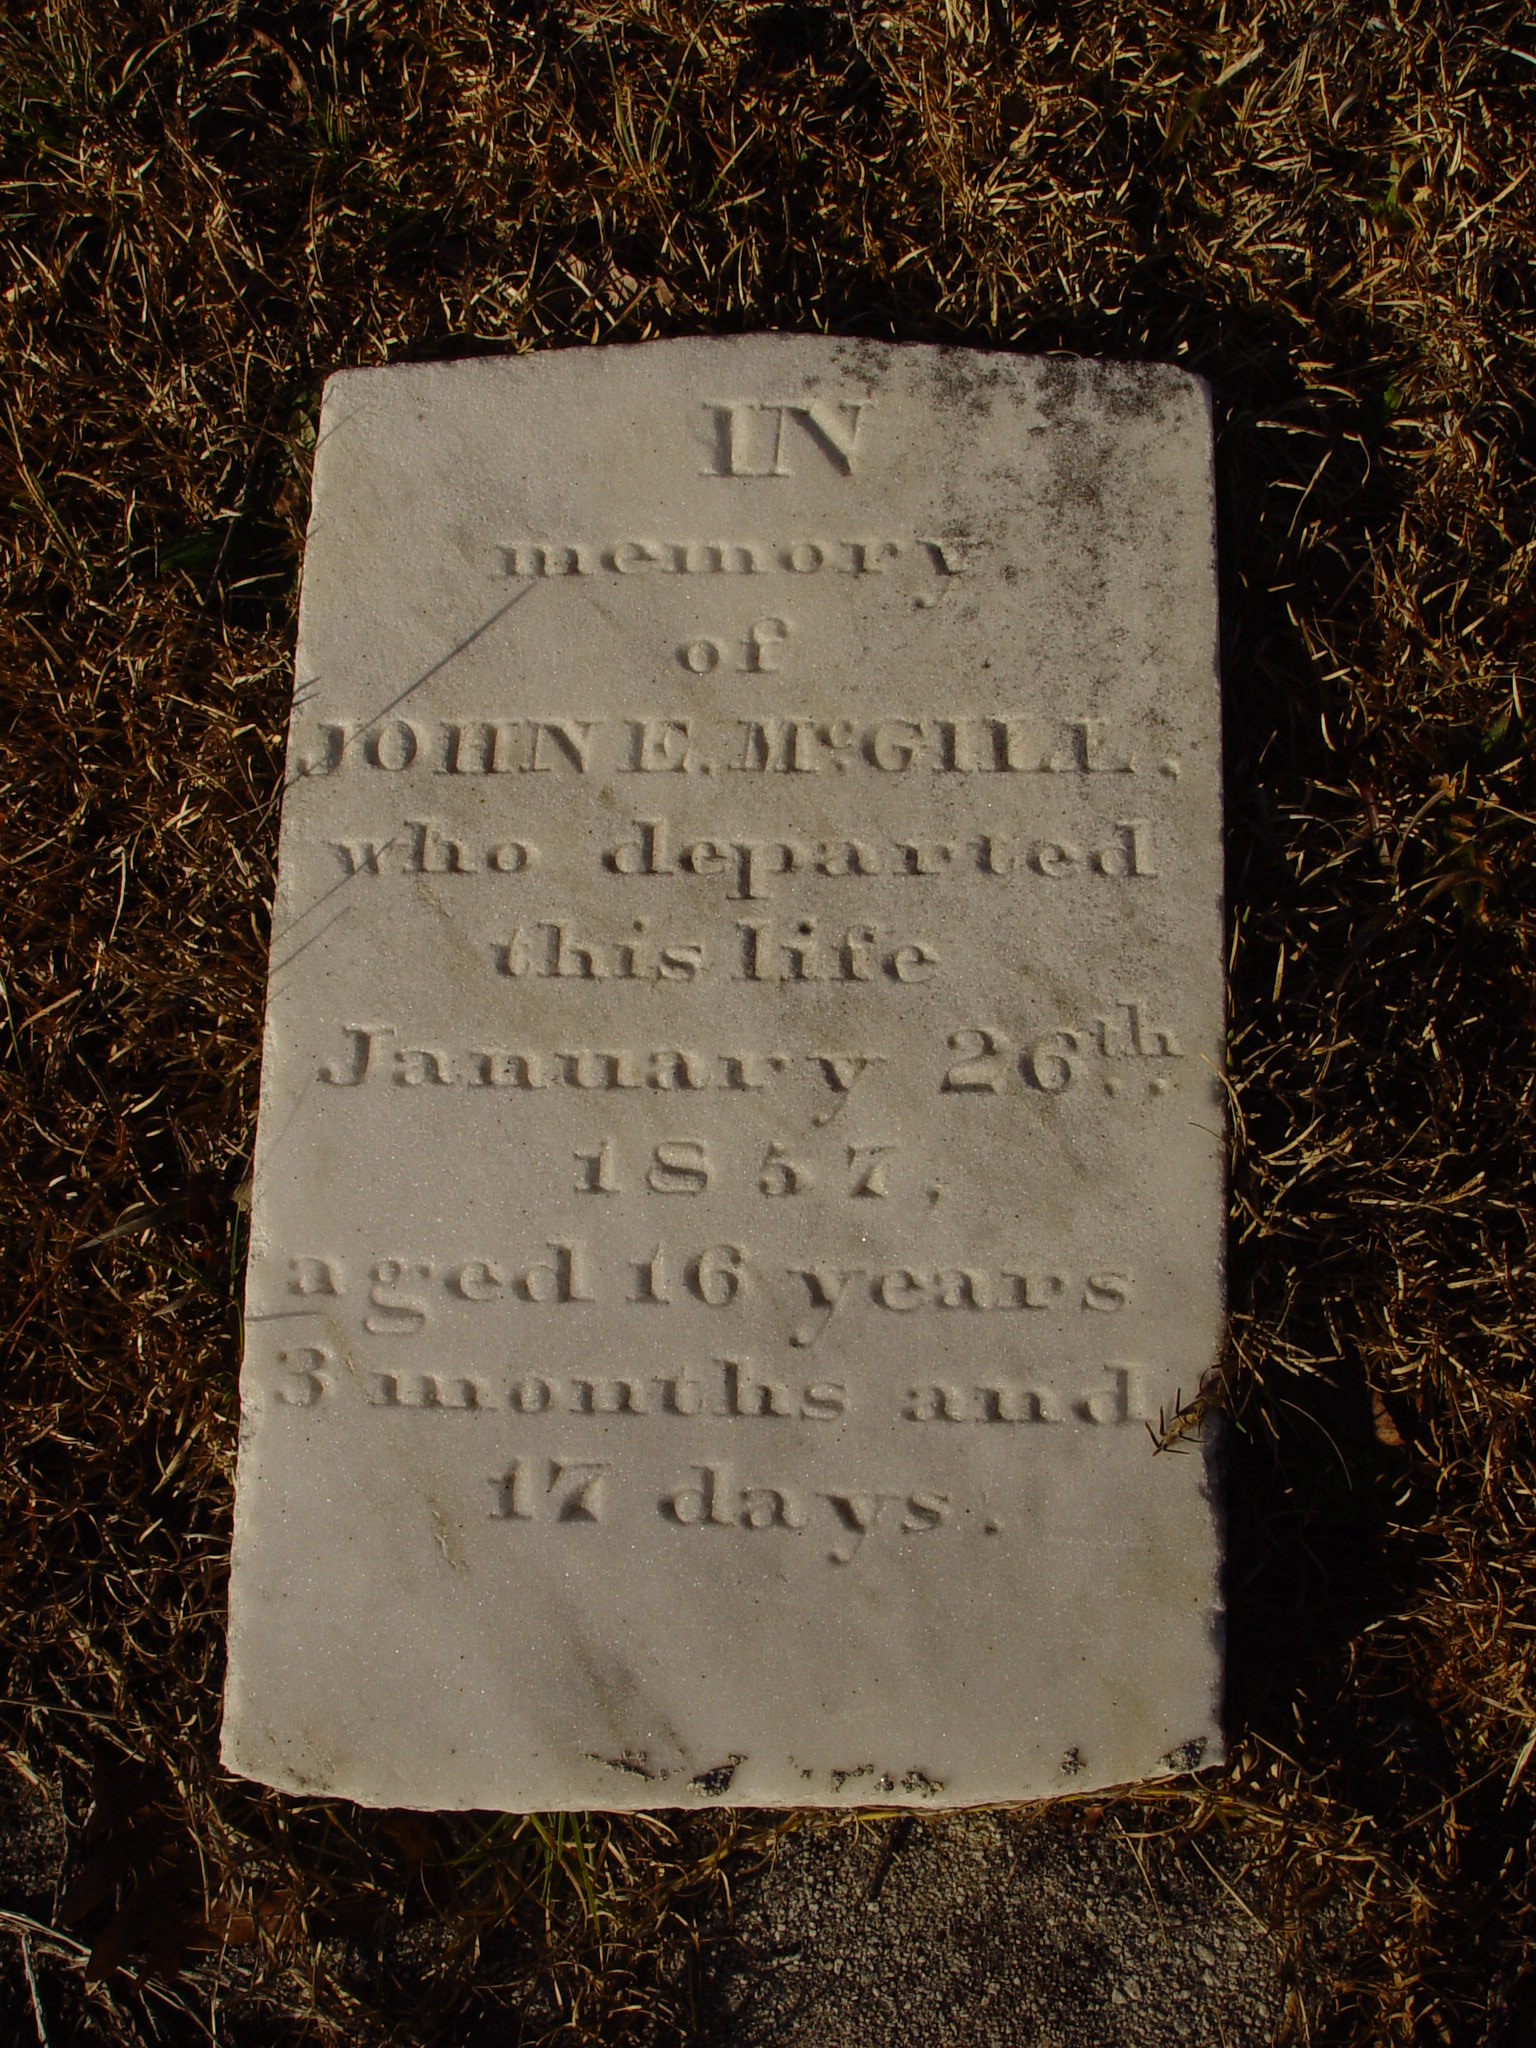 IN
memory
of
JOHN E. McGILL.
who departed
this life
January 26th.
1857,
aged 16 years
3 months and
17 days.